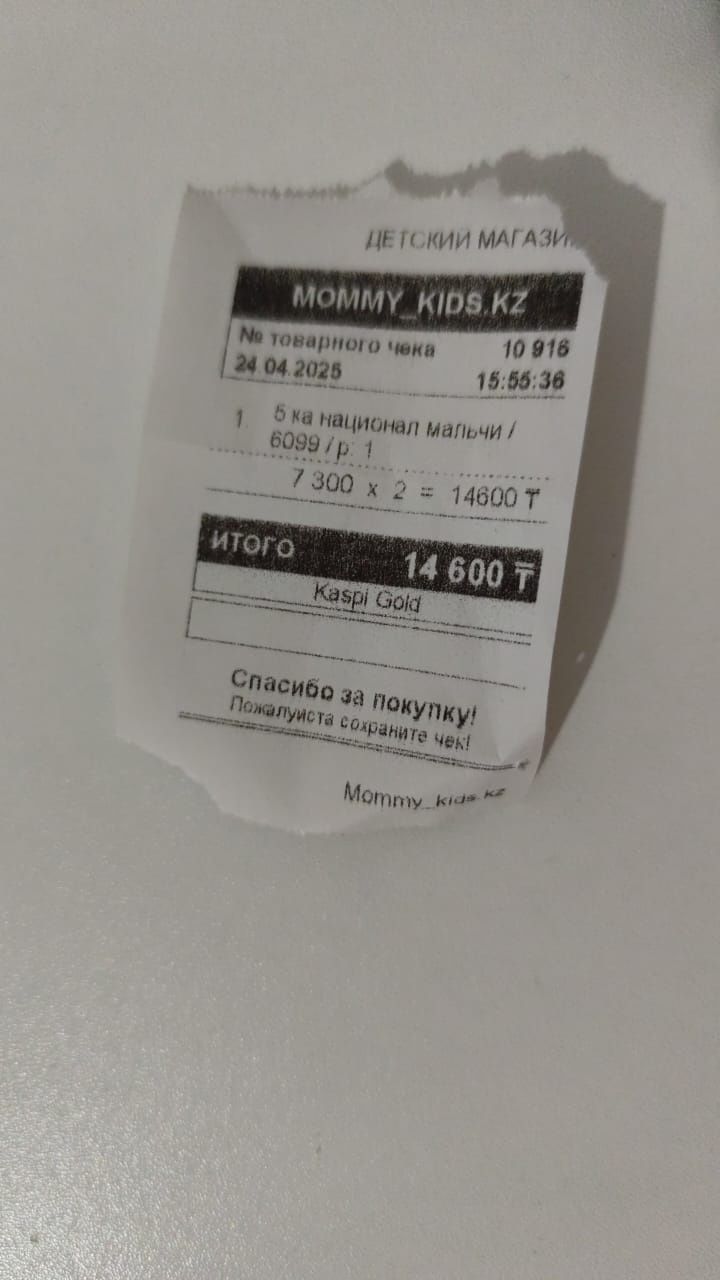 ДЕТСКИЙ МАГАЗИ
MOMMY_KIDS.KZ
№ товарного чека 10 916
24.04.2025 15:55:36
1. 5 ка национал мальчи /
6099 / р: 1
7 300 x 2 = 14600 ₸
ИТОГО 14 600 ₸
Kaspi Gold
Спасибо за покупку!
Пожалуйста сохраните чек!
Mommy_kids.kz